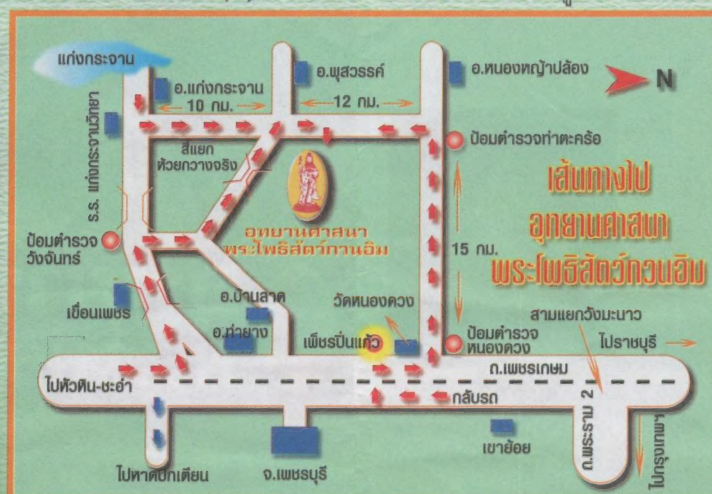 แก่งกระจาน
อ.แก่งกระจาน
10 กม.
อ.พุสวรรค์
12 กม.
อ.หนองหญ้าปล้อง
N
ร.ร. แก่งกระจานวิทยา
สี่แยก
ห้วยกวางจริง
ป้อมตำรวจท่าตะคร้อ
เส้นทางไป
อุทยานศาสนา
พระโพธิสัตว์กวนอิม
อุทยานศาสนา
พระโพธิสัตว์กวนอิม
15 กม.
ป้อมตำรวจ
วังจันทร์
เขื่อนเพชร
อ.บ้านลาด
อ.ท่ายาง
วัดหนองควง
เพ็ชรปิ่นแก้ว
ป้อมตำรวจ
หนองควง
สามแยกวังมะนาว
ไปราชบุรี
ถ.เพชรเกษม
ไปหัวหิน-ชะอำ
กลับรถ
ถ.พระราม 2
ไปกรุงเทพฯ
ไปหาดปึกเตียน
จ.เพชรบุรี
เขาย้อย